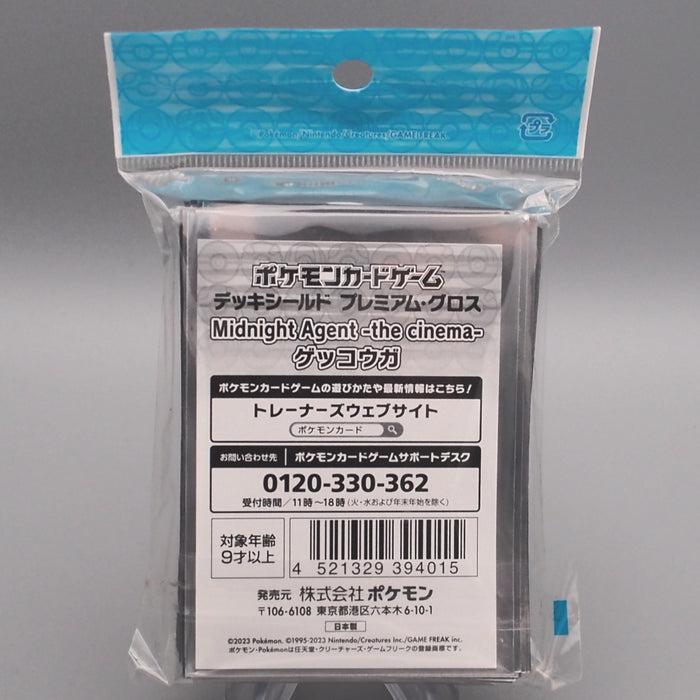 ©Pokémon/Nintendo/Creatures/GAME FREAK
プラ
ポケモンカードゲーム
デッキシールド プレミアム・グロス
Midnight Agent -the cinema-
ゲッコウガ
ポケモンカードゲームの遊びかたや最新情報はこちら!
トレーナーズウェブサイト
ポケモンカード
お問い合わせ先 ポケモンカードゲームサポートデスク
0120-330-362
受付時間/11時〜18時(火・水および年末年始を除く)
対象年齢
9才以上
4 521329 394015
発売元 株式会社 ポケモン
〒106-6108 東京都港区六本木6-10-1
日本製
©2023 Pokémon. ©1995-2023 Nintendo/Creatures Inc./GAME FREAK inc.
ポケモン・Pokémonは任天堂・クリーチャーズ・ゲームフリークの登録商標です。